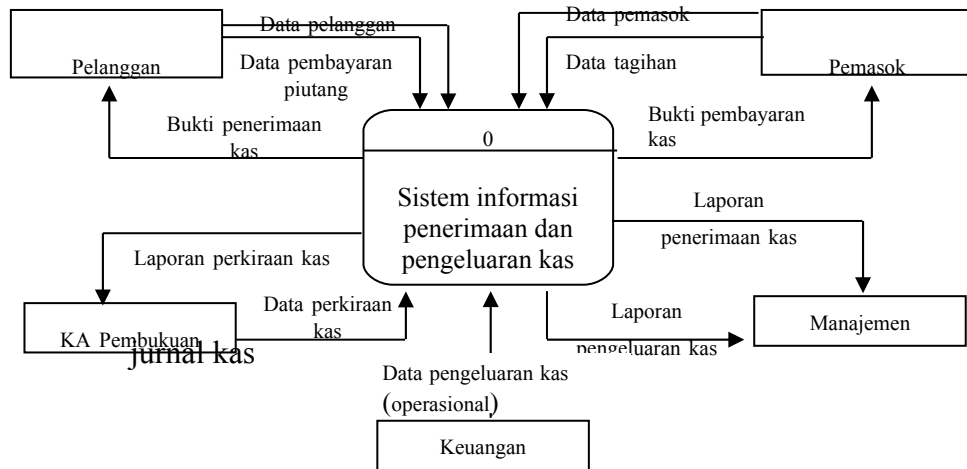 Data pelanggan
Data pemasok
Pelanggan
Data pembayaran
piutang
Data tagihan
Pemasok
Bukti penerimaan
kas
0
Bukti pembayaran
kas
Sistem informasi
penerimaan dan
pengeluaran kas
Laporan
penerimaan kas
Laporan perkiraan kas
Data perkiraan
kas
Laporan
pengeluaran kas
KA Pembukuan
jurnal kas
Manajemen
Data pengeluaran kas
(operasional)
Keuangan